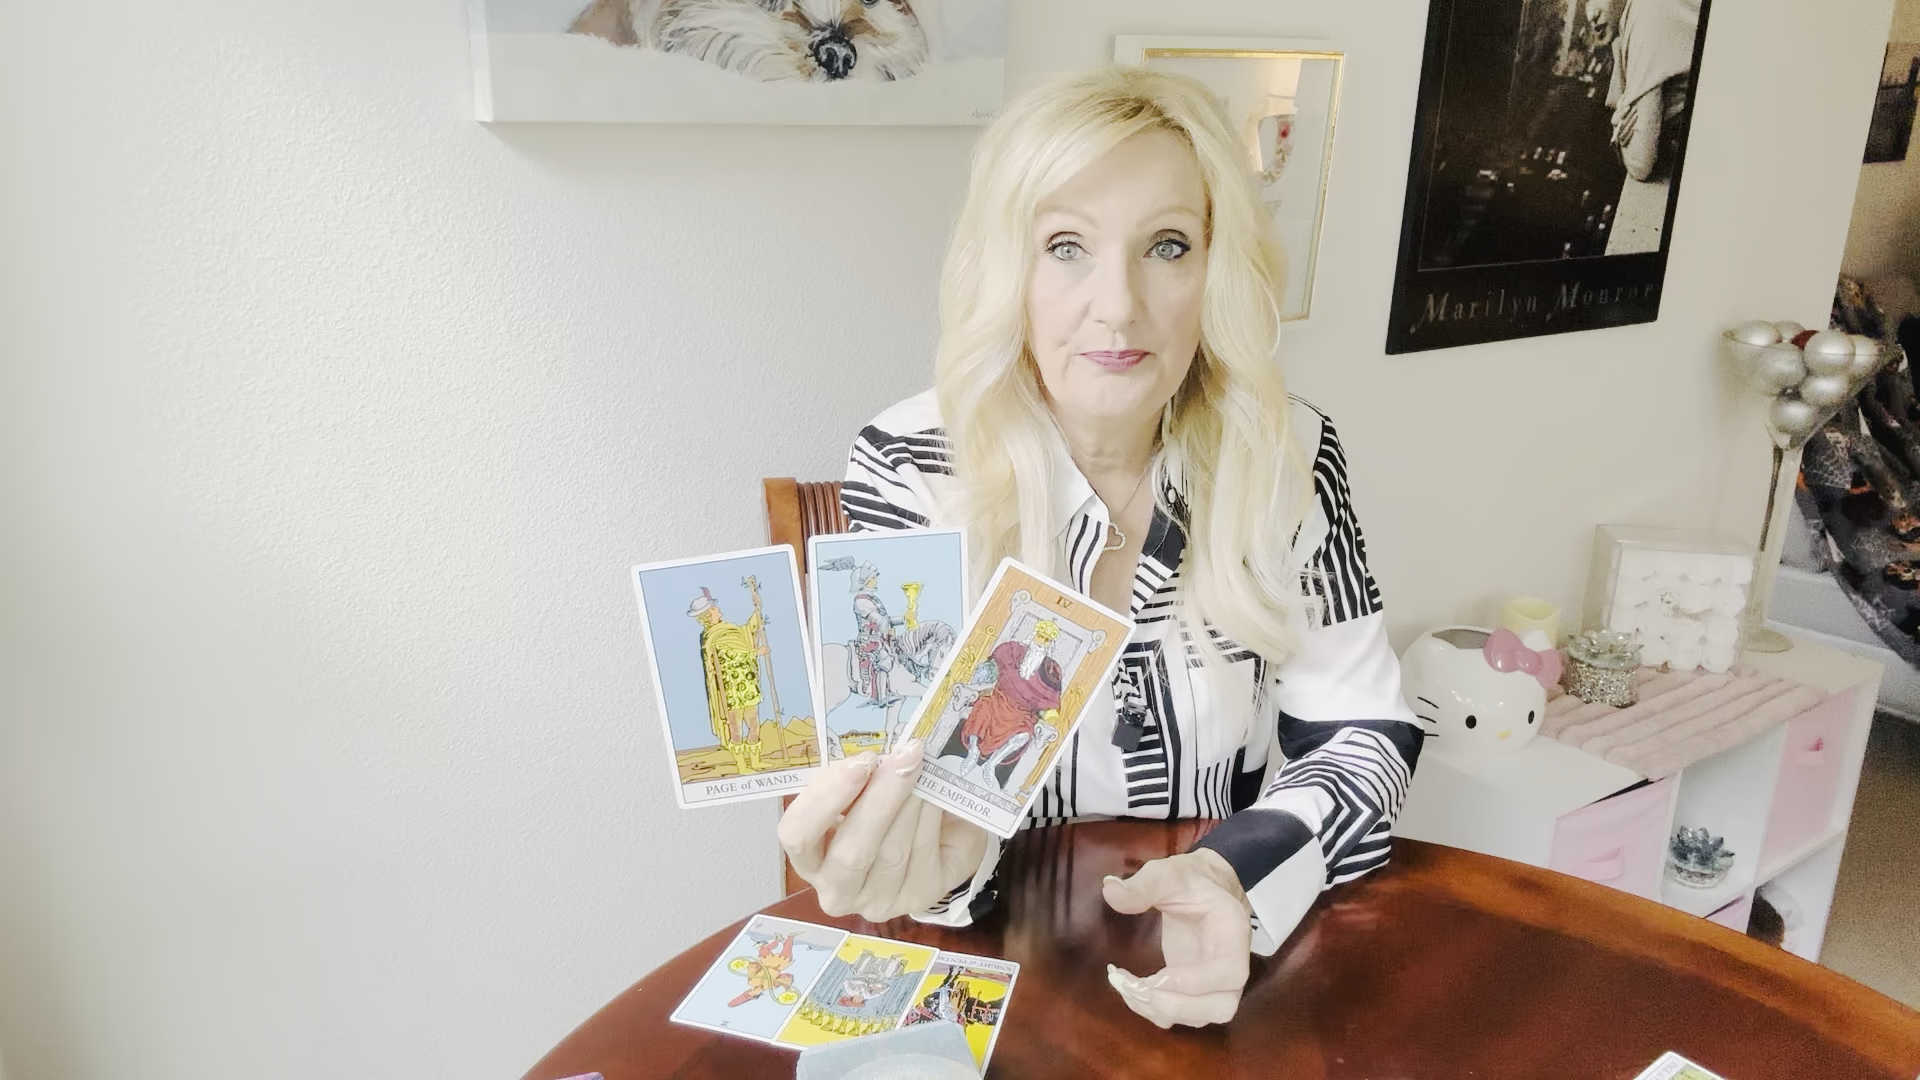 Marilyn Monroe
IV
PAGE of WANDS.
THE EMPEROR.